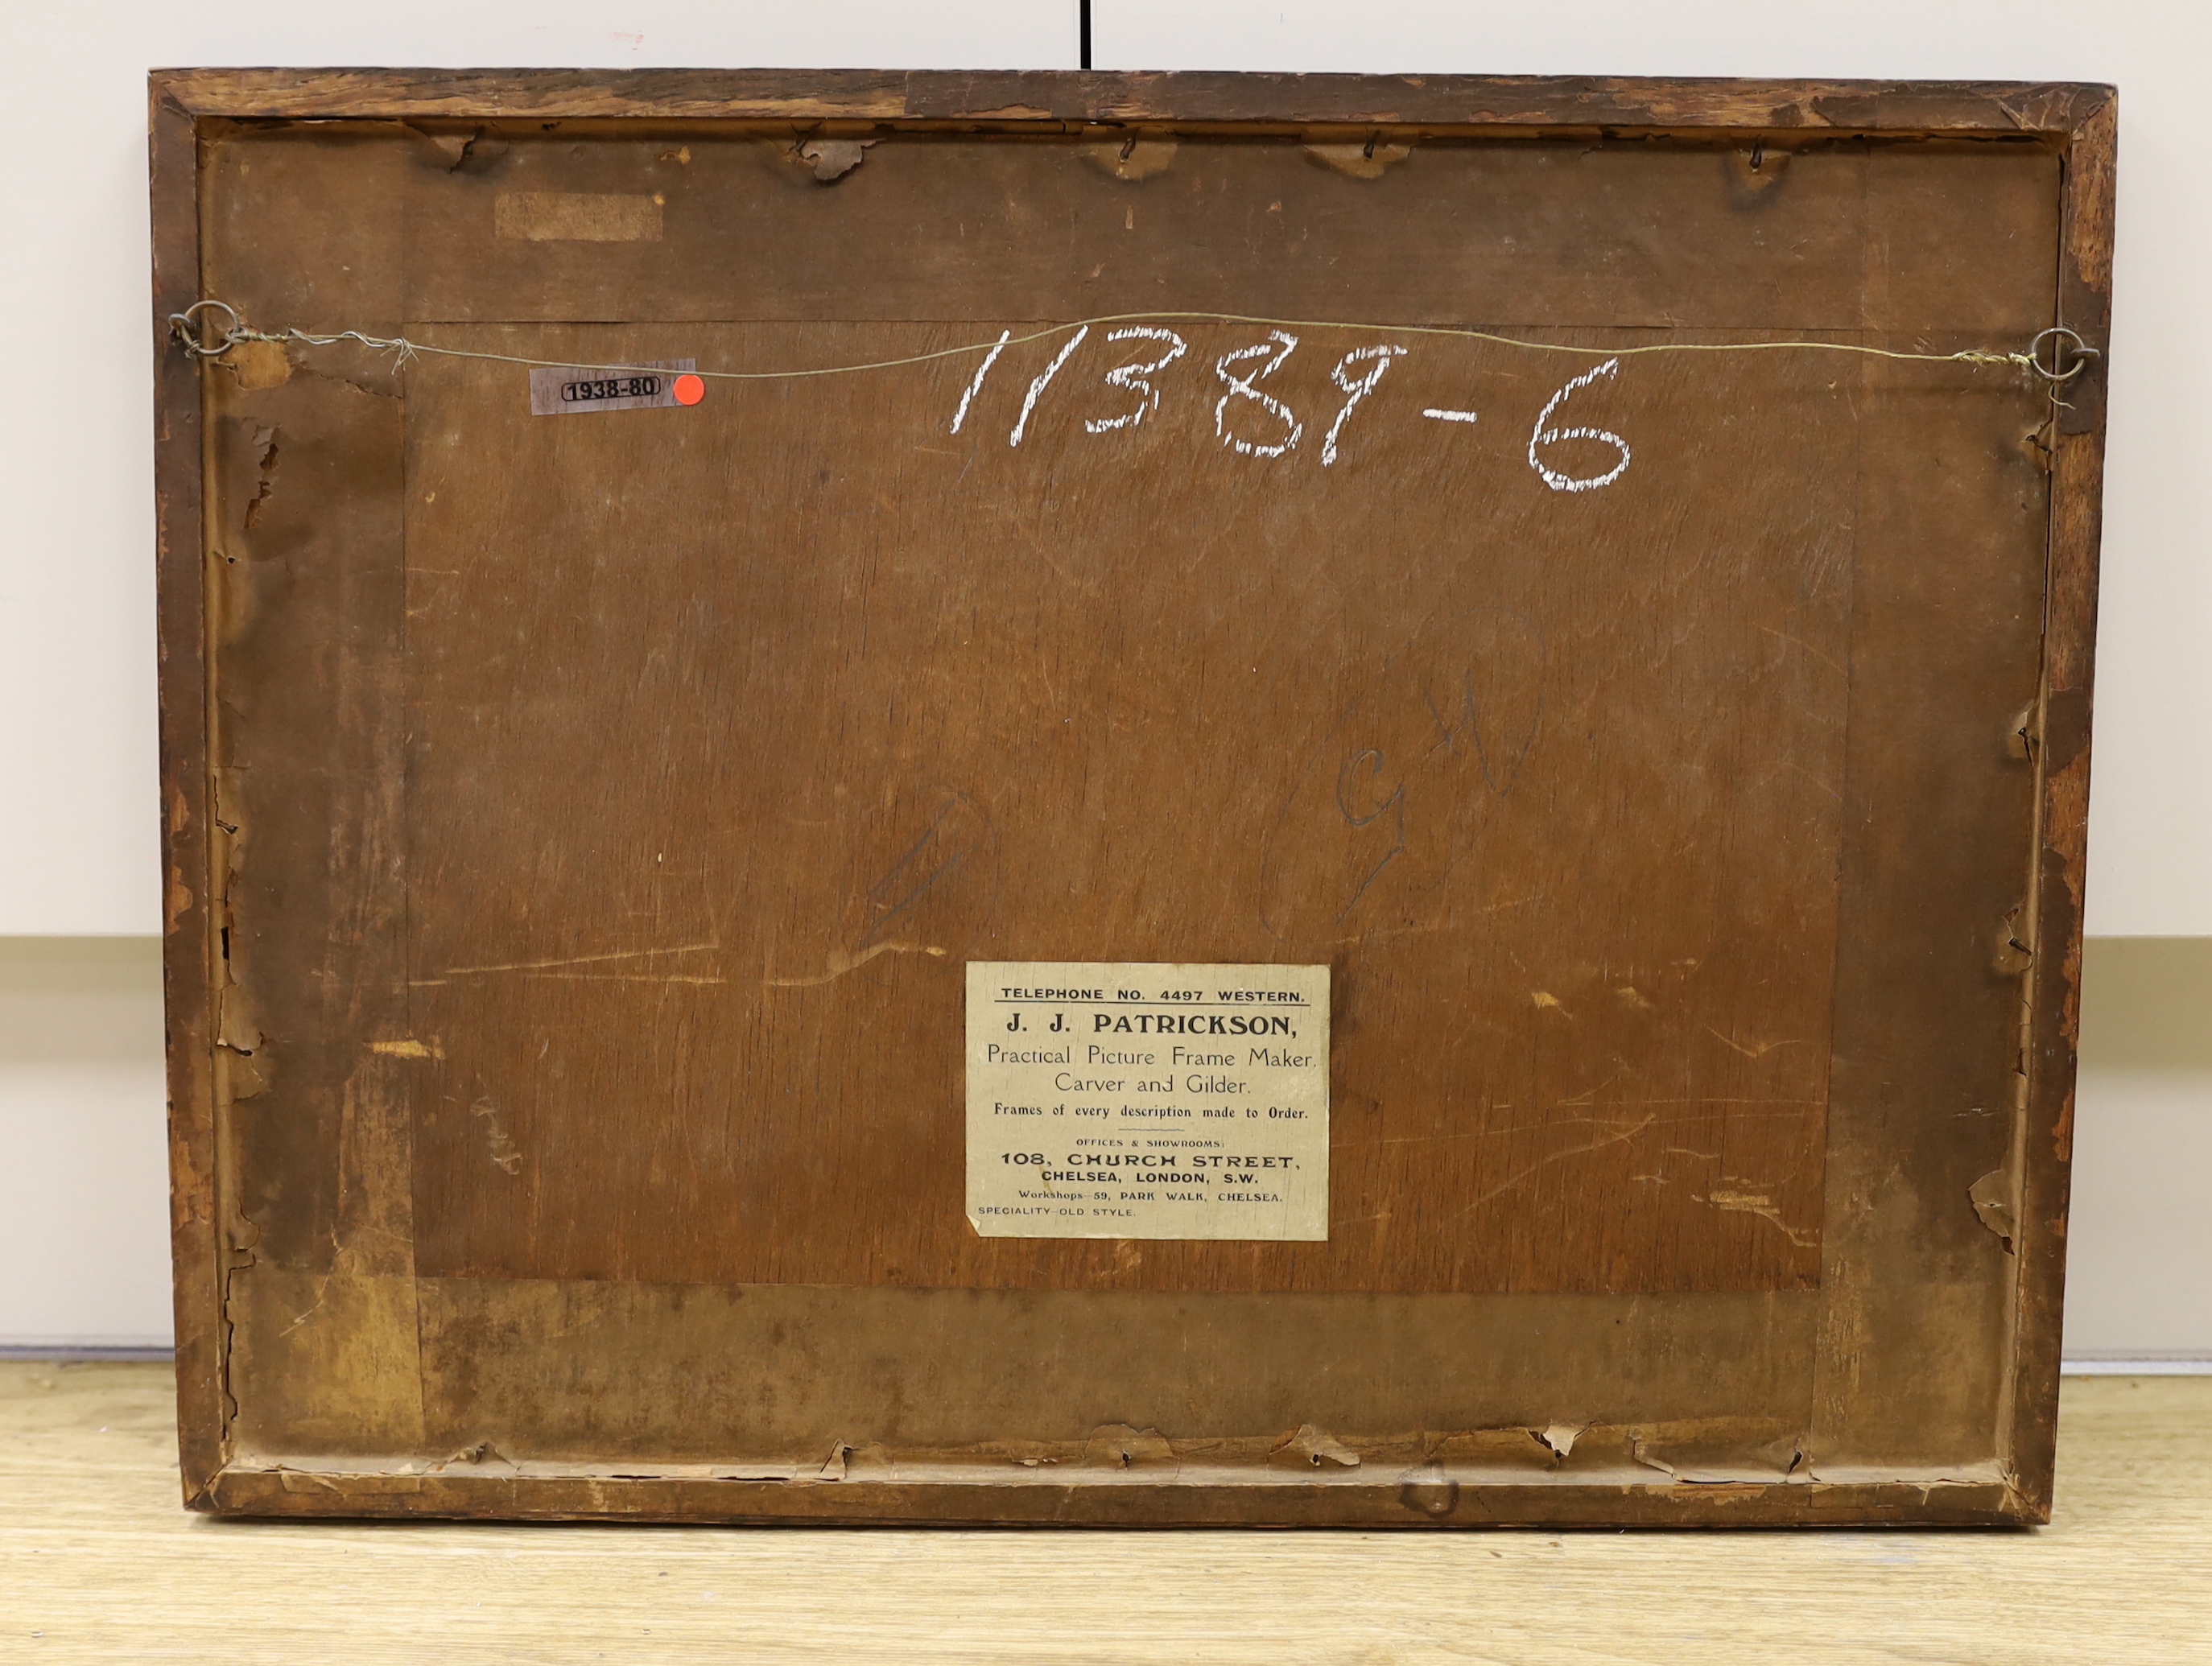 11389-6
1938-80
TELEPHONE NO. 4497 WESTERN.
J. J. PATRICKSON,
Practical Picture Frame Maker,
Carver and Gilder.
Frames of every description made to Order.
OFFICES & SHOWROOMS:
108, CHURCH STREET,
CHELSEA, LONDON, S.W.
Workshops—59, PARK WALK, CHELSEA.
SPECIALITY—OLD STYLE.